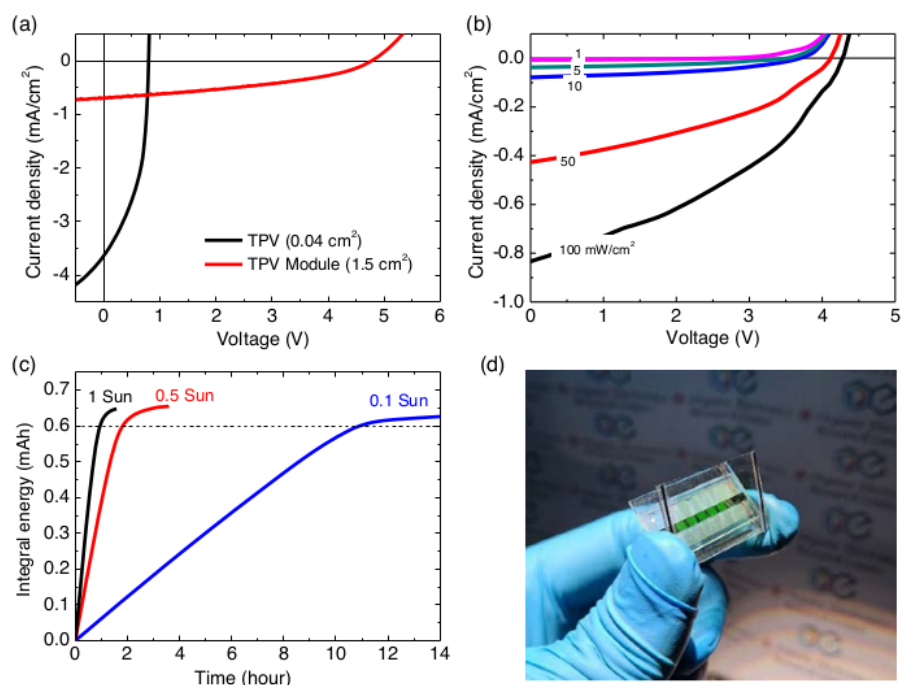 (a)
0
-1
-2
-3
-4
Current density (mA/cm²)
TPV (0.04 cm²)
TPV Module (1.5 cm²)
0 1 2 3 4 5 6
Voltage (V)
(b)
0.0
-0.2
-0.4
-0.6
-0.8
-1.0
Current density (mA/cm²)
1
5
10
50
100 mW/cm²
0 1 2 3 4 5
Voltage (V)
(c)
0.7
0.6
0.5
0.4
0.3
0.2
0.1
0.0
Integral energy (mAh)
1 Sun
0.5 Sun
0.1 Sun
0 2 4 6 8 10 12 14
Time (hour)
(d)